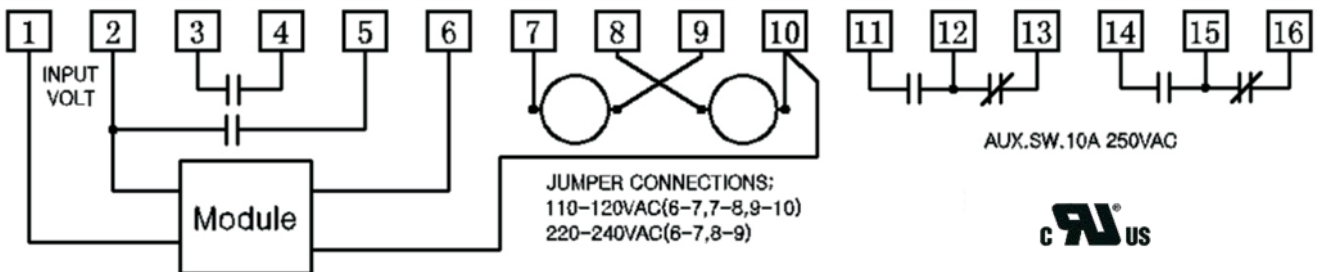 1 2 3 4 5 6 7 8 9 10 11 12 13 14 15 16
INPUT
VOLT
AUX.SW.10A 250VAC
Module
JUMPER CONNECTIONS;
110-120VAC(6-7,7-8,9-10)
220-240VAC(6-7,8-9)
c RU® US